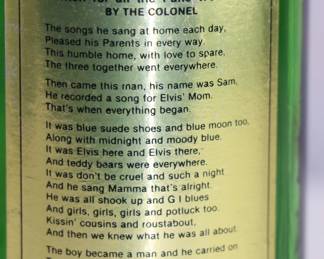 BY THE COLONEL
The songs he sang at home each day,
Pleased his Parents in every way.
This humble home, with love to spare.
The three together went everywhere.
Then came this man, his name was Sam.
He recorded a song for Elvis' Mom.
That's when everything began.
It was blue suede shoes and blue moon too,
Along with midnight and moody blue.
It was Elvis here and Elvis there,
And teddy bears were everywhere.
It was don't be cruel and such a night
And he sang Mamma that's alright.
He was all shook up and G I blues
And girls, girls, girls and potluck too.
Kissin' cousins and roustabout,
And then we knew what he was all about.
The boy became a man and he carried on